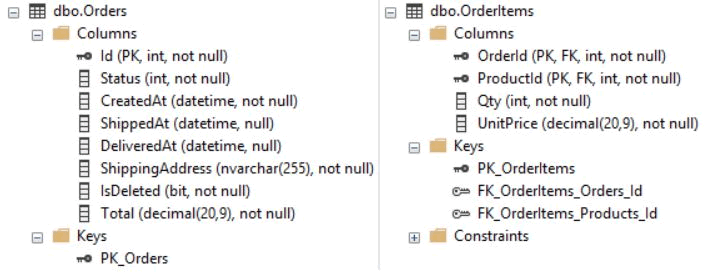 dbo.Orders
Columns
Id (PK, int, not null)
Status (int, not null)
CreatedAt (datetime, not null)
ShippedAt (datetime, null)
DeliveredAt (datetime, null)
ShippingAddress (nvarchar(255), not null)
IsDeleted (bit, not null)
Total (decimal(20,9), not null)
Keys
PK_Orders
dbo.OrderItems
Columns
OrderId (PK, FK, int, not null)
ProductId (PK, FK, int, not null)
Qty (int, not null)
UnitPrice (decimal(20,9), not null)
Keys
PK_OrderItems
FK_OrderItems_Orders_Id
FK_OrderItems_Products_Id
Constraints